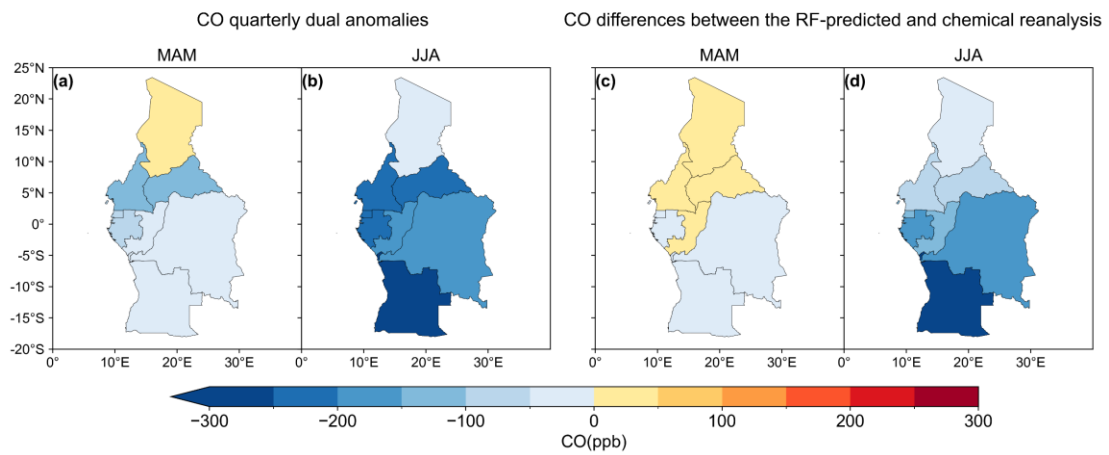 CO quarterly dual anomalies
CO differences between the RF-predicted and chemical reanalysis
MAM
JJA
MAM
JJA
(a)
(b)
(c)
(d)
25°N
20°N
15°N
10°N
5°N
0°
-5°S
-10°S
-15°S
-20°S
0° 10°E 20°E 30°E
0° 10°E 20°E 30°E
0° 10°E 20°E 30°E
0° 10°E 20°E 30°E
−300 −200 −100 0 100 200 300
CO(ppb)